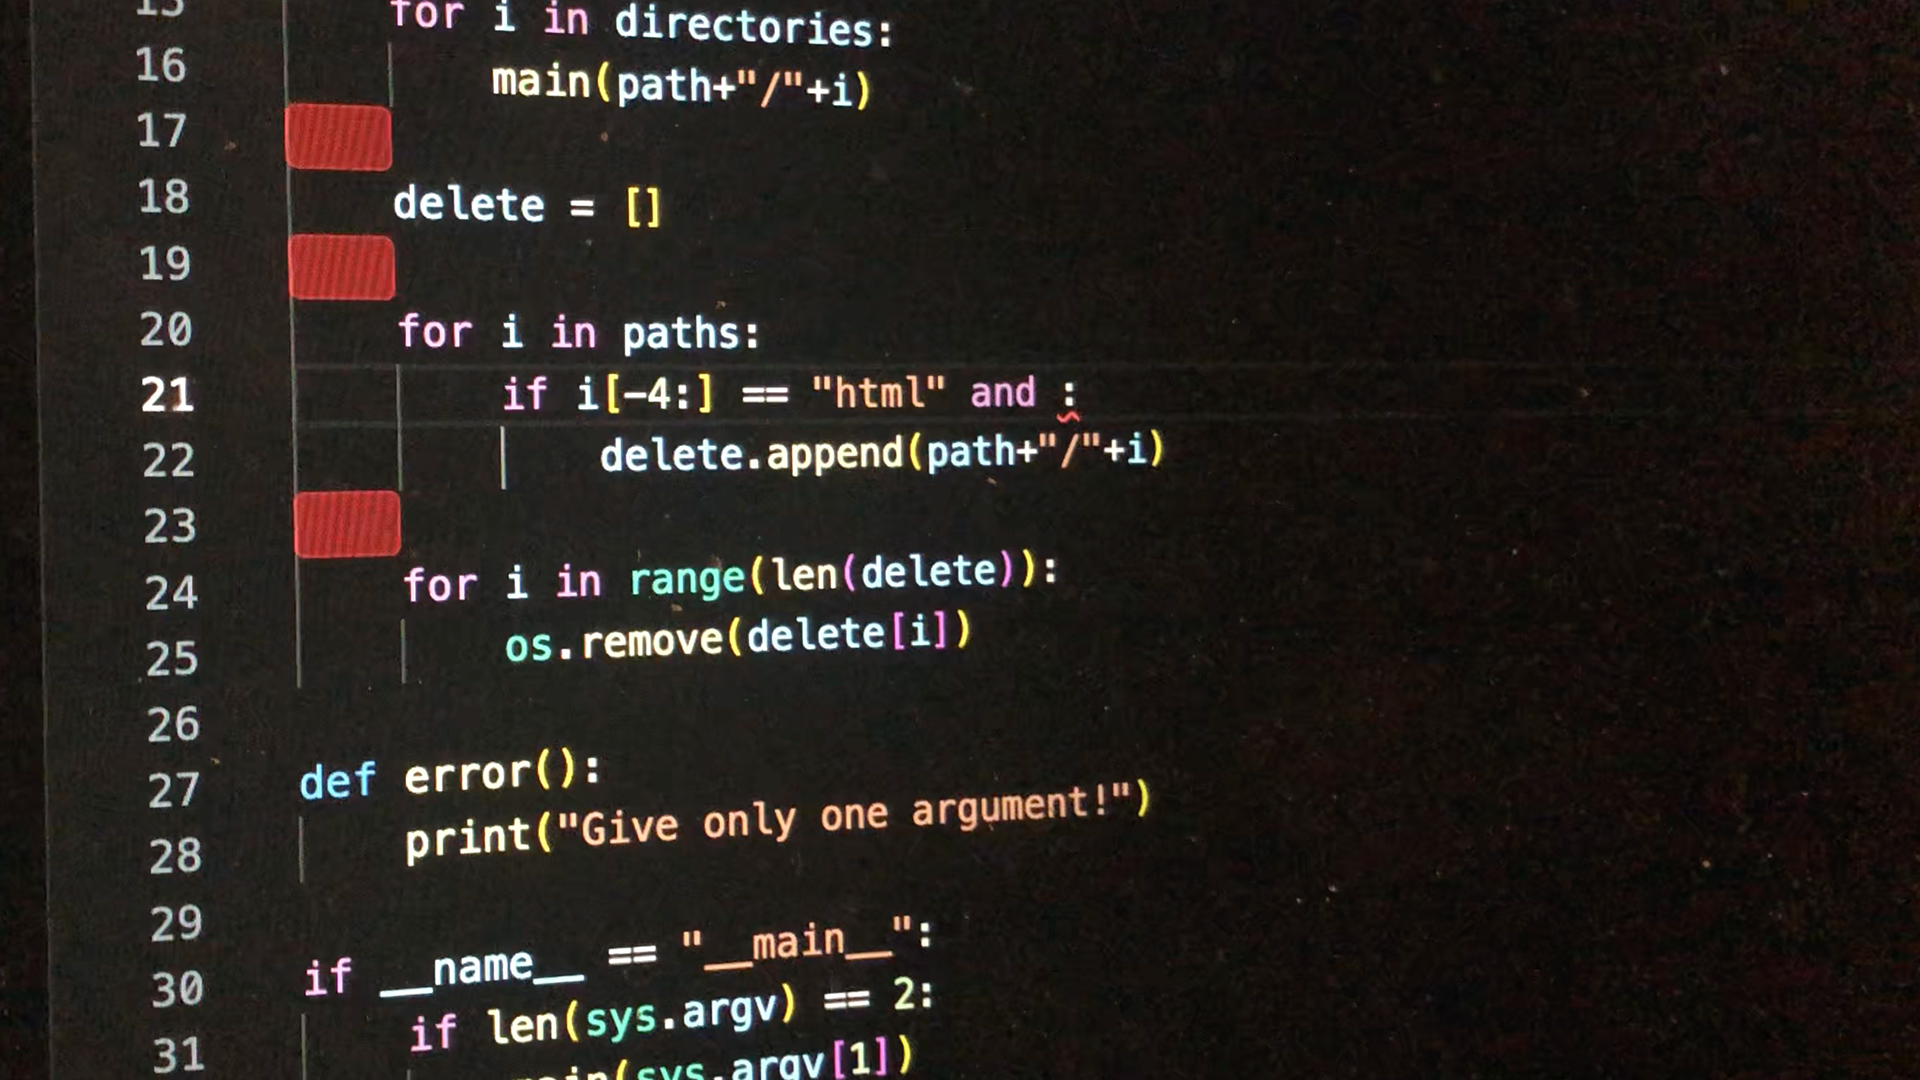 15 for i in directories:
16 main(path+"/"+i)
17
18 delete = []
19
20 for i in paths:
21 if i[-4:] == "html" and :
22 delete.append(path+"/"+i)
23
24 for i in range(len(delete)):
25 os.remove(delete[i])
26
27 def error():
28 print("Give only one argument!")
29
30 if __name__ == "__main__":
31 if len(sys.argv) == 2:
main(sys.argv[1])